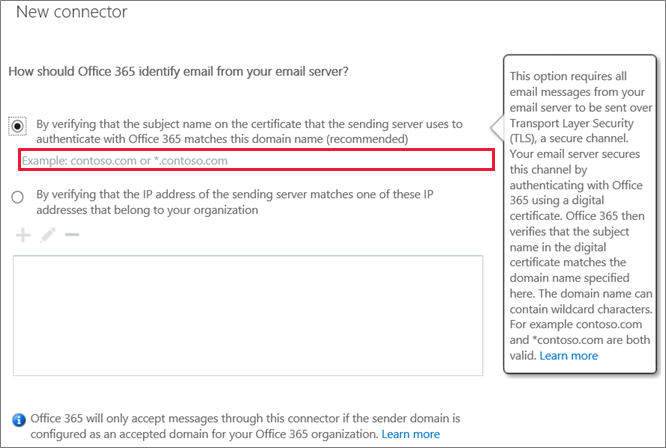 New connector
How should Office 365 identify email from your email server?
By verifying that the subject name on the certificate that the sending server uses to
authenticate with Office 365 matches this domain name (recommended)
Example: contoso.com or *.contoso.com
By verifying that the IP address of the sending server matches one of these IP
addresses that belong to your organization
Office 365 will only accept messages through this connector if the sender domain is
configured as an accepted domain for your Office 365 organization. Learn more
This option requires all
email messages from your
email server to be sent over
Transport Layer Security
(TLS), a secure channel.
Your email server secures
this channel by
authenticating with Office
365 using a digital
certificate. Office 365 then
verifies that the subject
name in the digital
certificate matches the
domain name specified
here. The domain name can
contain wildcard characters.
For example contoso.com
and *contoso.com are both
valid. Learn more